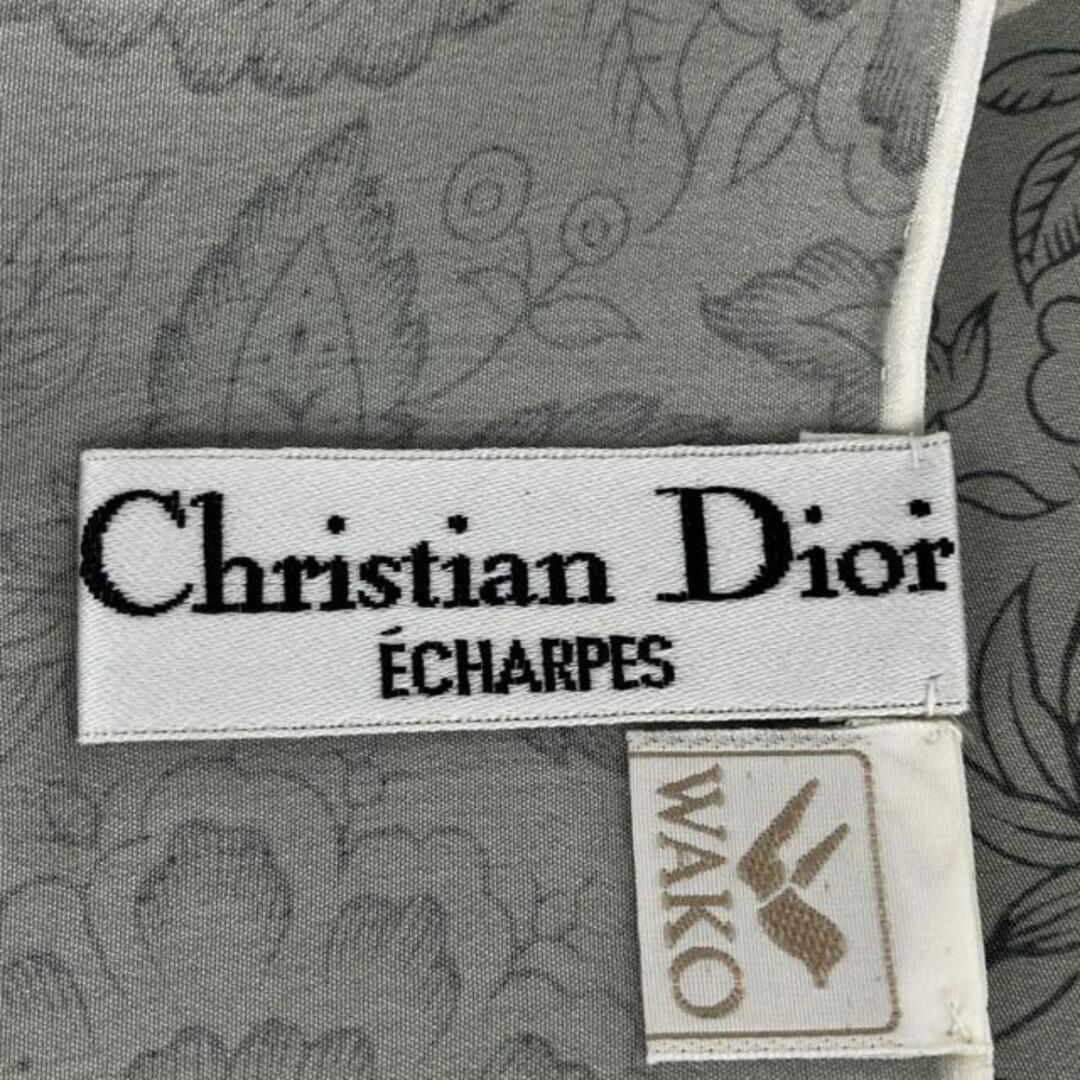 Christian Dior
ÉCHARPES
WAKO